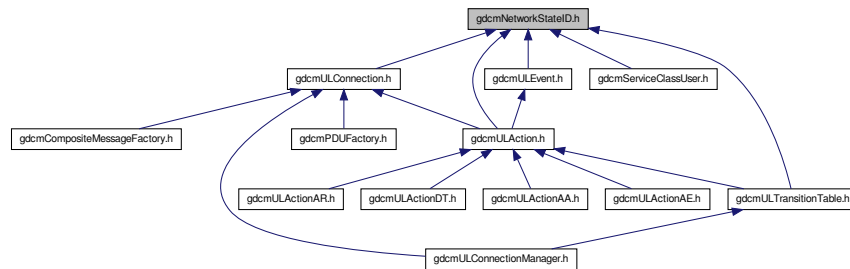 gdcmNetworkStateID.h
gdcmULConnection.h
gdcmULEvent.h
gdcmServiceClassUser.h
gdcmCompositeMessageFactory.h
gdcmPDUFactory.h
gdcmULAction.h
gdcmULActionAR.h
gdcmULActionDT.h
gdcmULActionAA.h
gdcmULActionAE.h
gdcmULTransitionTable.h
gdcmULConnectionManager.h